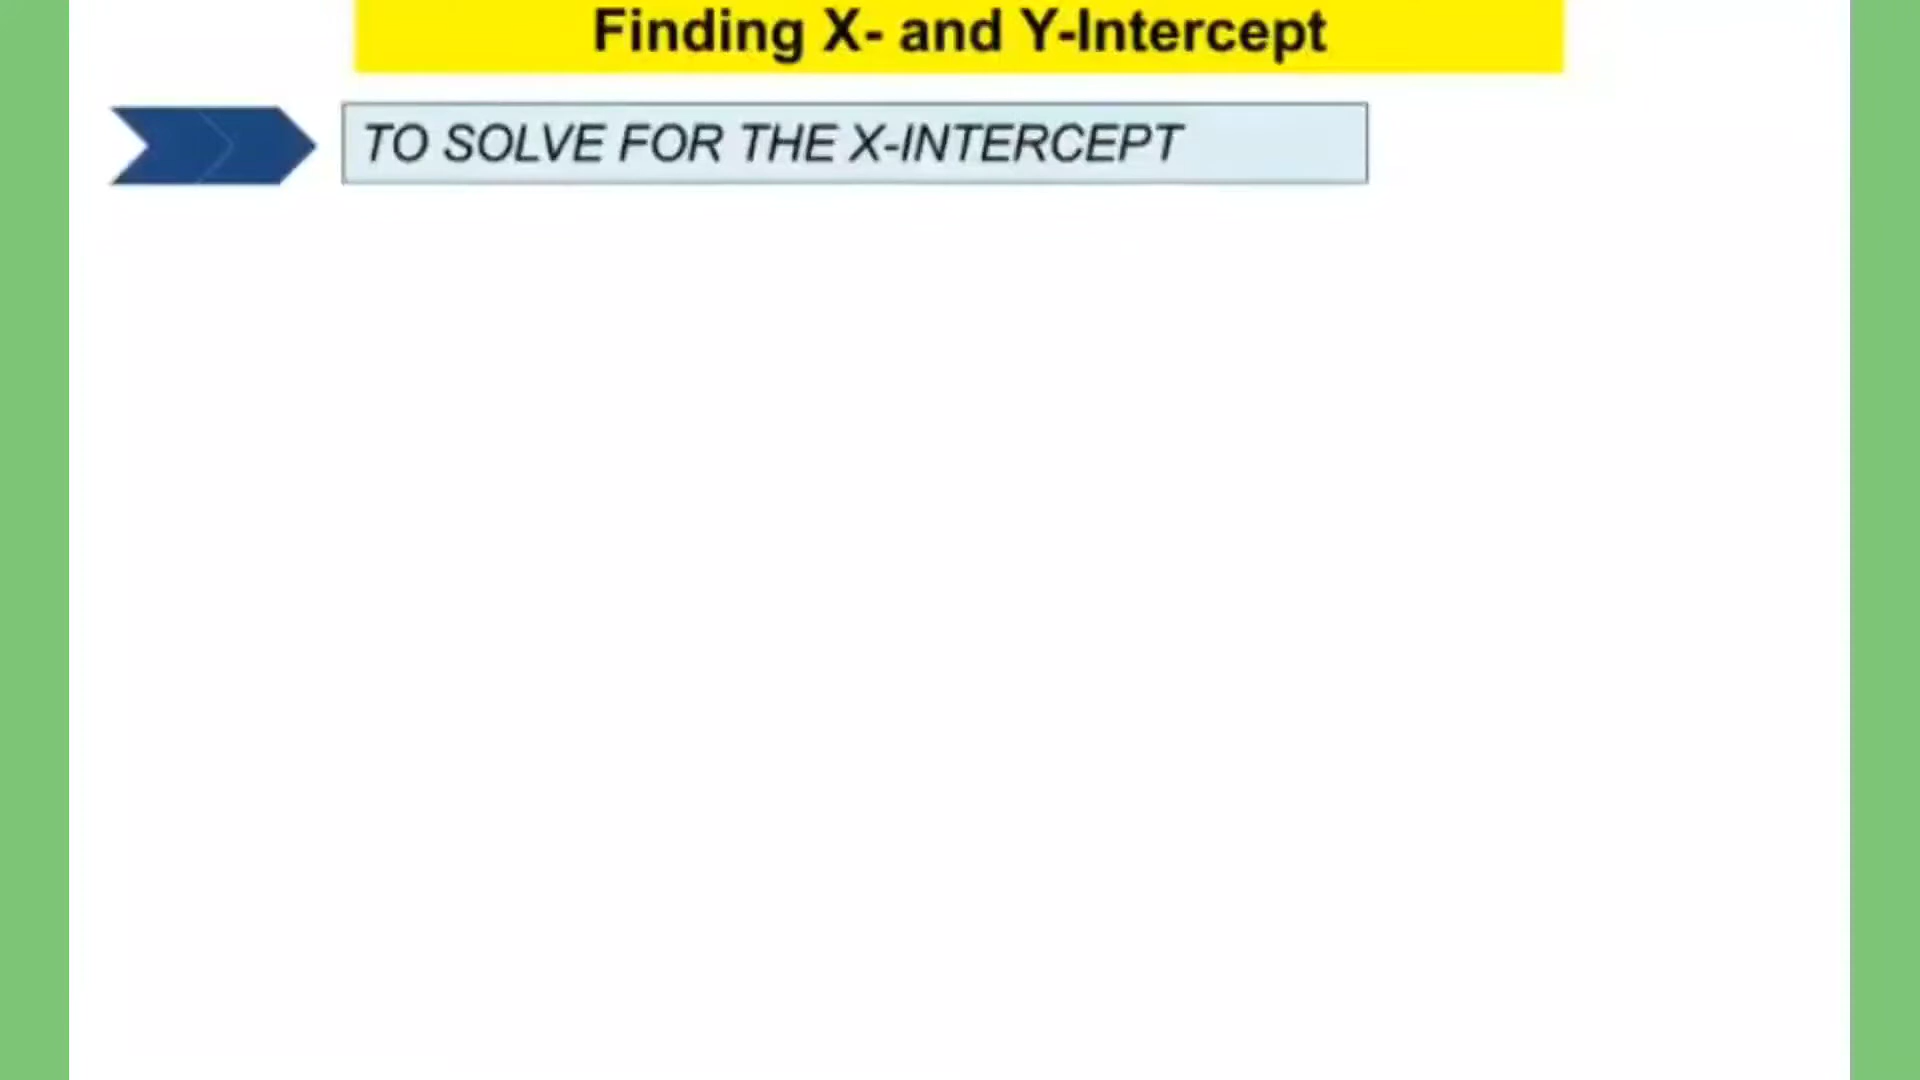 Finding X- and Y-Intercept
TO SOLVE FOR THE X-INTERCEPT